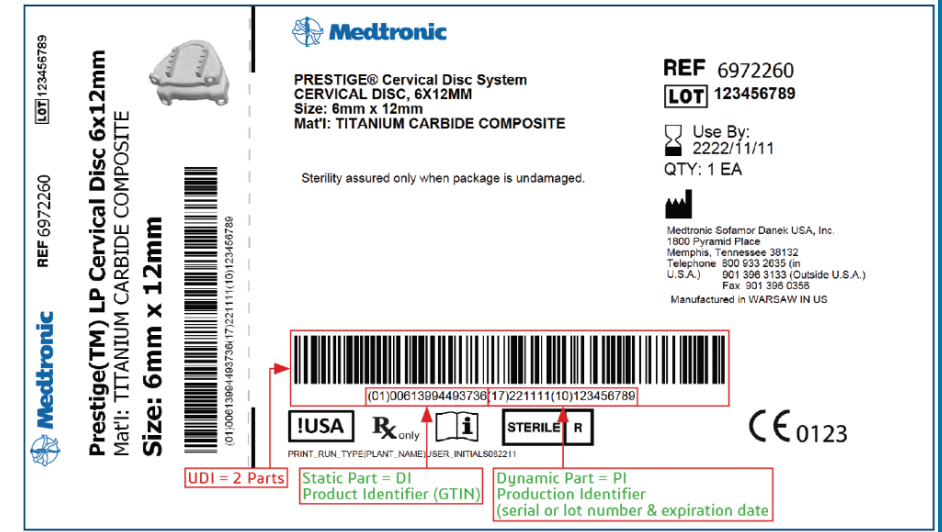 Medtronic
REF 6972260
LOT 123456789
Prestige(TM) LP Cervical Disc 6x12mm
Mat'l: TITANIUM CARBIDE COMPOSITE
Size: 6mm x 12mm
(01)00613994493736(17)221111(10)123456789
Medtronic
PRESTIGE® Cervical Disc System
CERVICAL DISC, 6X12MM
Size: 6mm x 12mm
Mat'l: TITANIUM CARBIDE COMPOSITE
Sterility assured only when package is undamaged.
REF 6972260
LOT 123456789
Use By:
2222/11/11
QTY: 1 EA
Medtronic Sofamor Danek USA, Inc.
1800 Pyramid Place
Memphis, Tennessee 38132
Telephone 800 933 2635 (in
U.S.A.) 901 396 3133 (Outside U.S.A.)
Fax 901 396 0356
Manufactured in WARSAW IN US
(01)00613994493736(17)221111(10)123456789
!USA
Rx only
i
STERILE R
CE 0123
PRINT_RUN_TYPE(PLANT_NAME)USER_INITIALS082211
UDI = 2 Parts
Static Part = DI
Product Identifier (GTIN)
Dynamic Part = PI
Production Identifier
(serial or lot number & expiration date